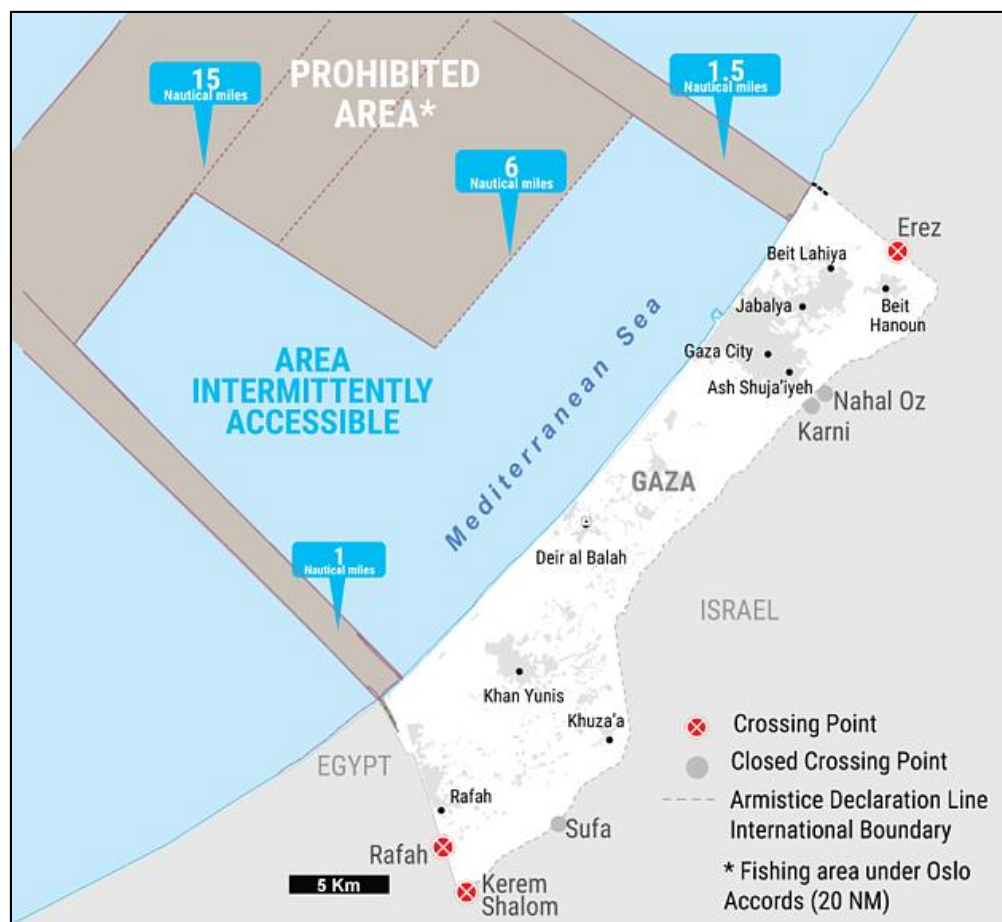 15
Nautical miles
PROHIBITED
AREA*
1.5
Nautical miles
6
Nautical miles
Erez
Beit Lahiya
Jabalya
Beit
Hanoun
Gaza City
Ash Shuja'iyeh
Nahal Oz
Karni
AREA
INTERMITTENTLY
ACCESSIBLE
Mediterranean Sea
GAZA
Deir al Balah
1
Nautical miles
ISRAEL
Khan Yunis
Khuza'a
EGYPT
Rafah
Rafah
Sufa
Kerem
Shalom
5 Km
Crossing Point
Closed Crossing Point
Armistice Declaration Line
International Boundary
* Fishing area under Oslo
Accords (20 NM)